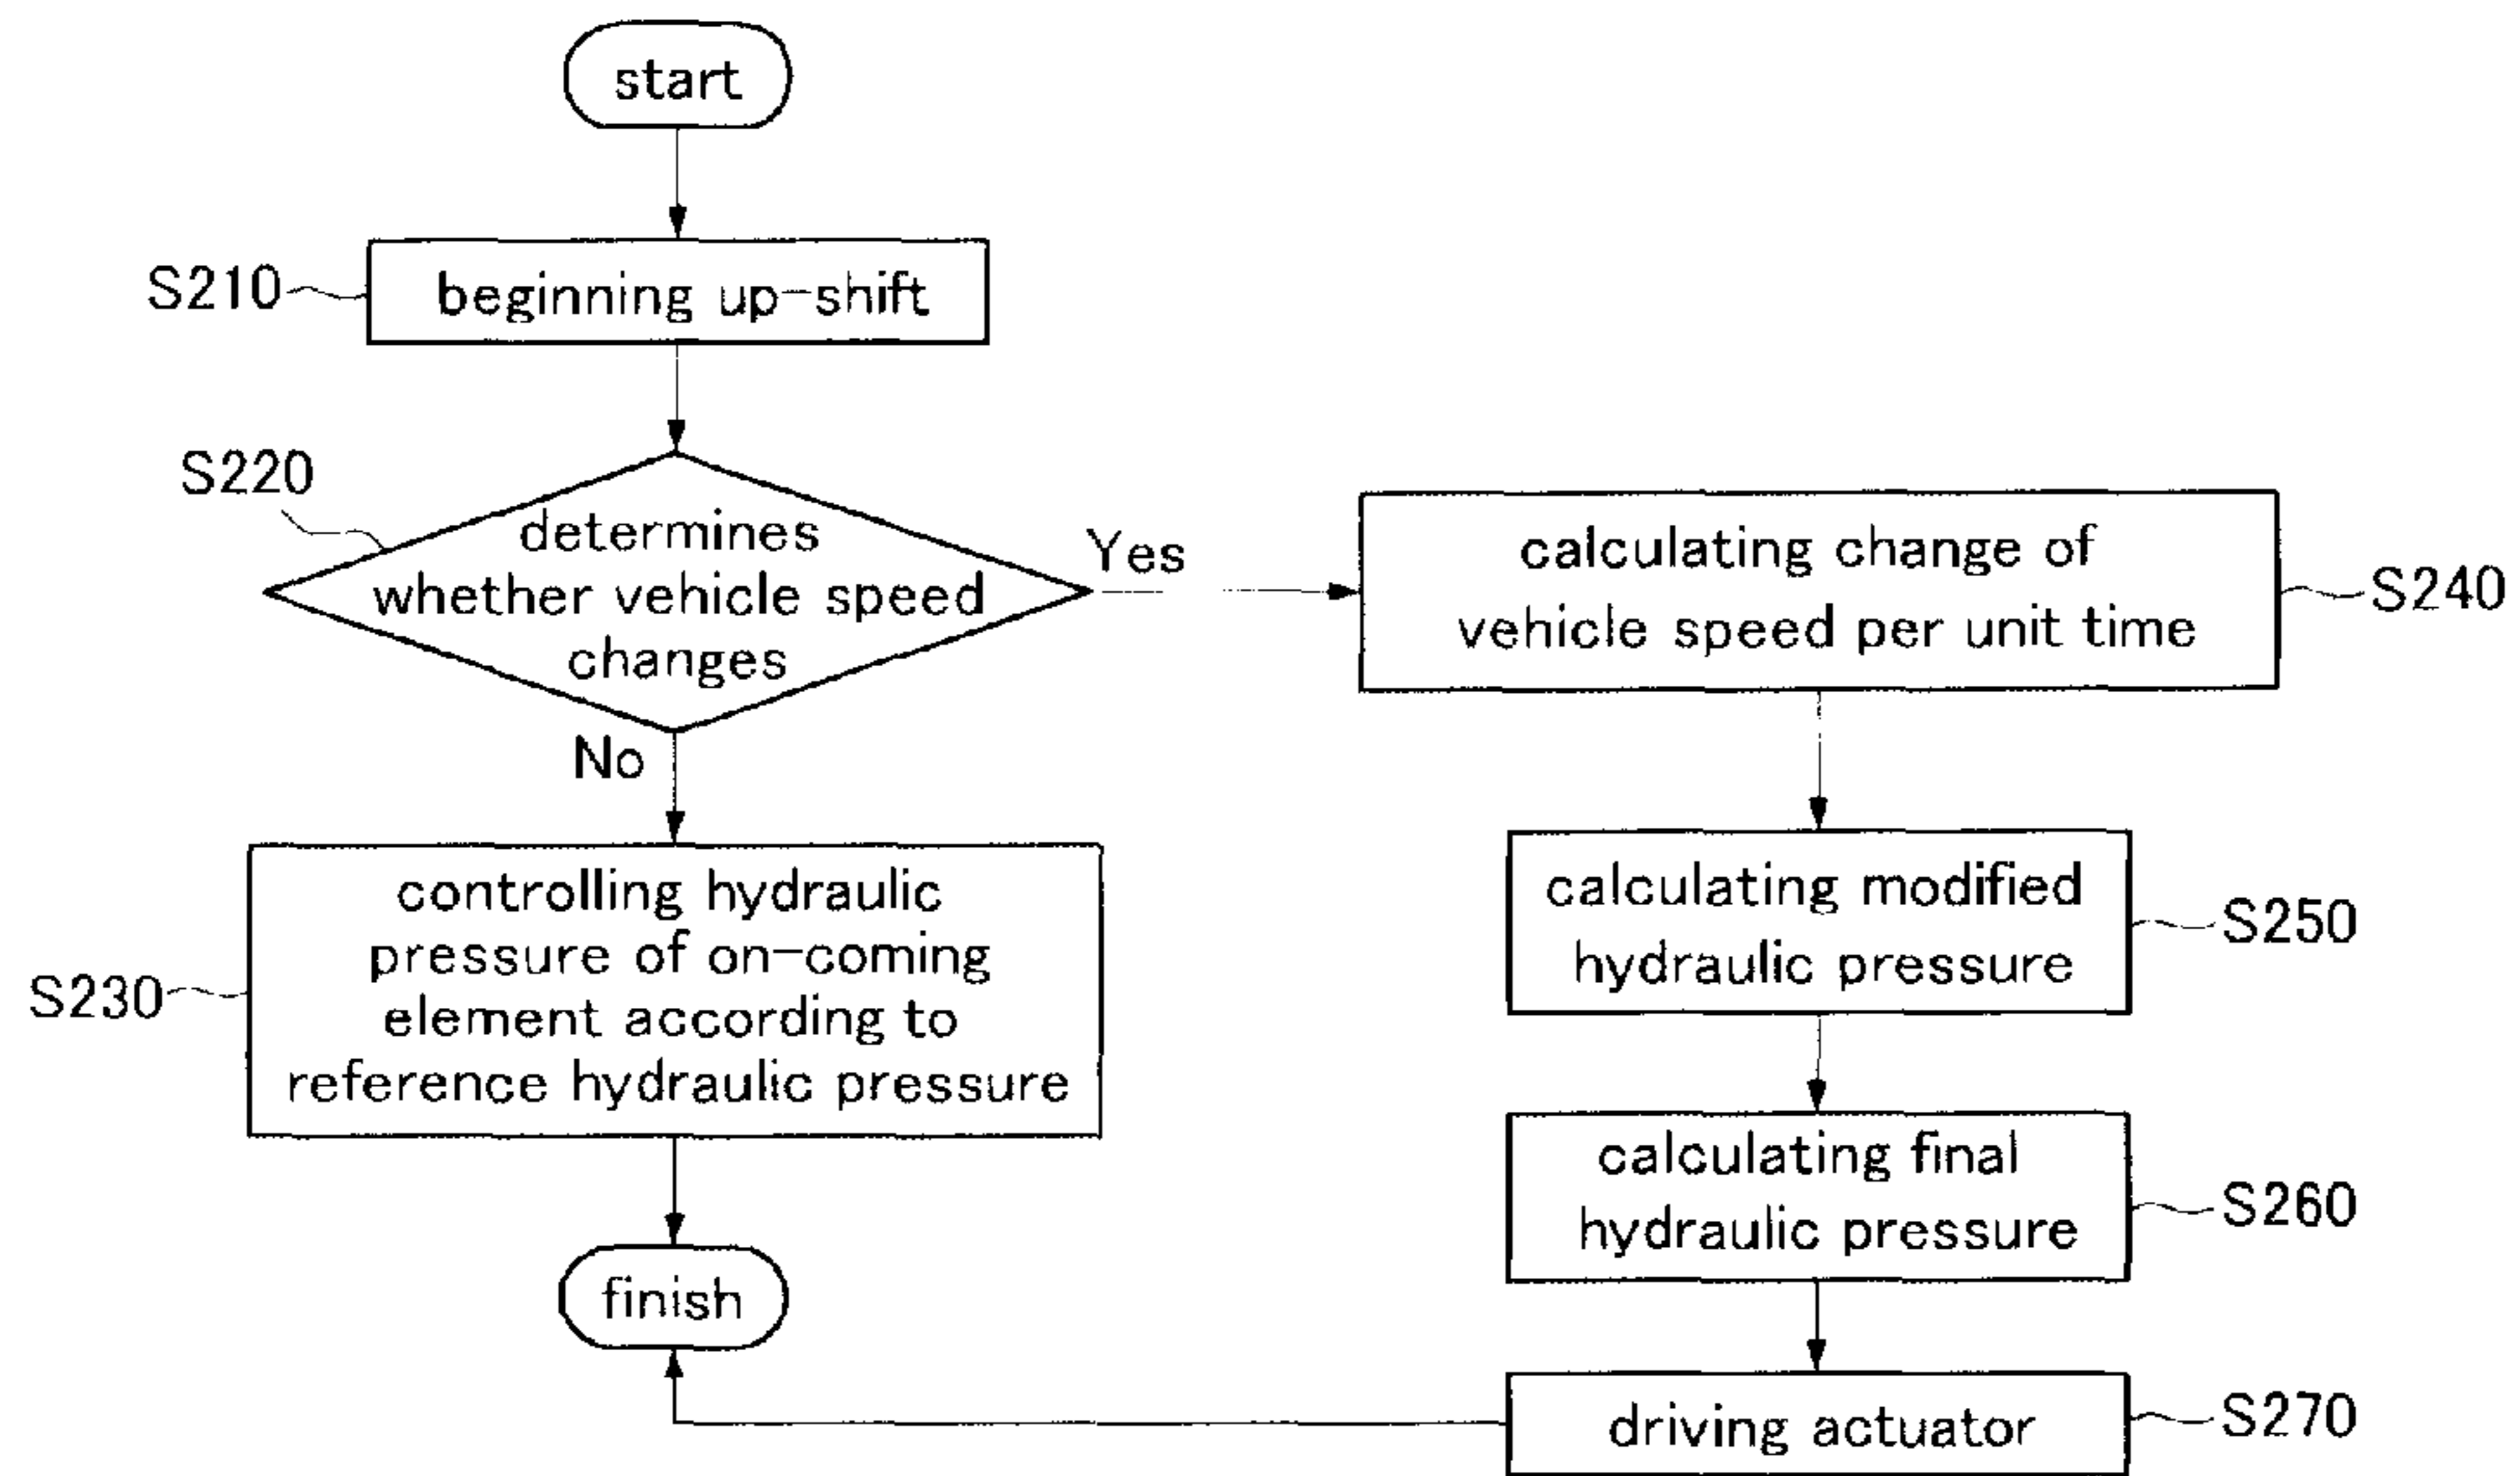 start
S210
beginning up-shift
S220
determines
whether vehicle speed
changes
Yes
No
calculating change of
vehicle speed per unit time
S240
S230
controlling hydraulic
pressure of on-coming
element according to
reference hydraulic pressure
calculating modified
hydraulic pressure
S250
calculating final
hydraulic pressure
S260
finish
driving actuator
S270